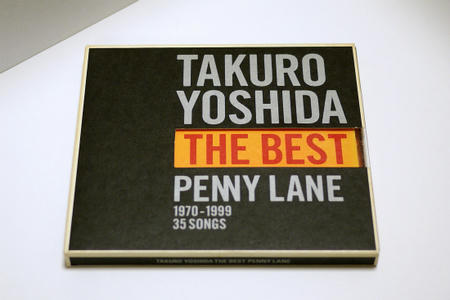 TAKURO
YOSHIDA
THE BEST
PENNY LANE
1970-1999
35 SONGS
TAKURO YOSHIDA THE BEST PENNY LANE